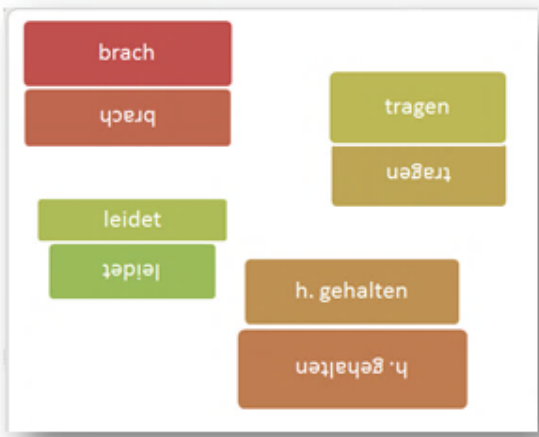 brach
brach
tragen
tragen
leidet
leidet
h. gehalten
h. gehalten